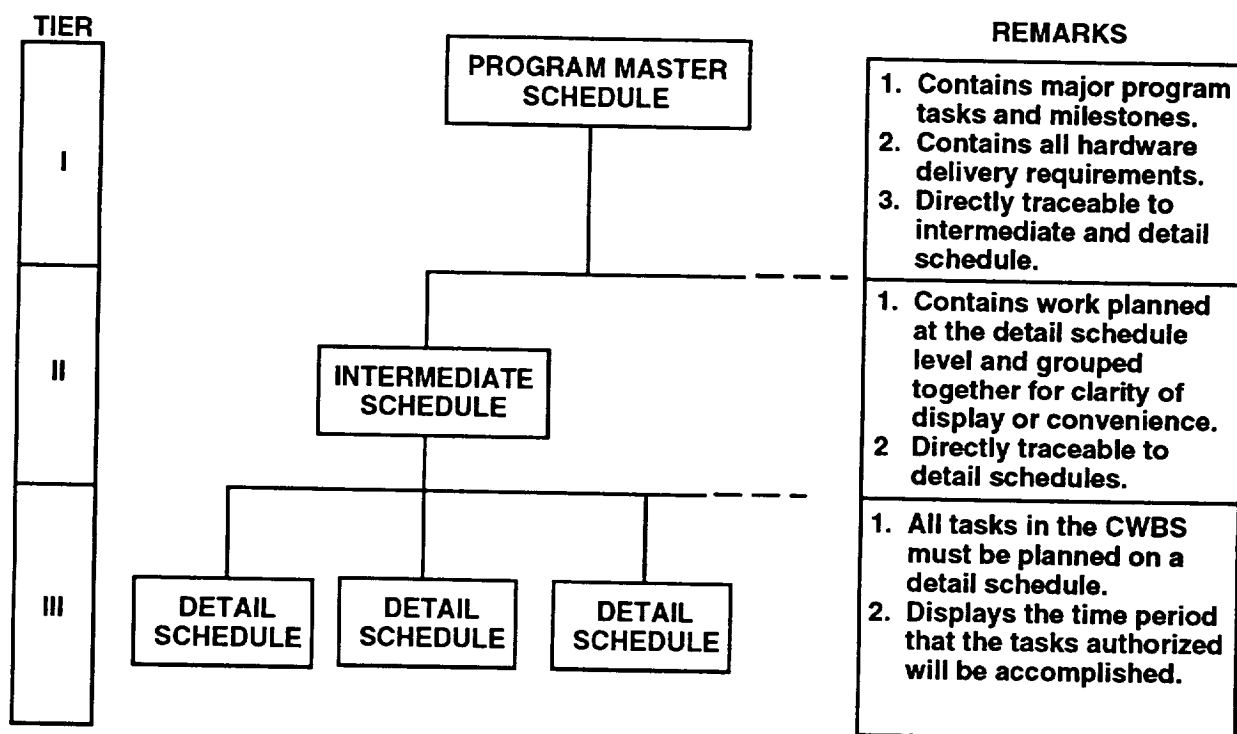 TIER
REMARKS
PROGRAM MASTER
SCHEDULE
I
1. Contains major program
tasks and milestones.
2. Contains all hardware
delivery requirements.
3. Directly traceable to
intermediate and detail
schedule.
II
INTERMEDIATE
SCHEDULE
1. Contains work planned
at the detail schedule
level and grouped
together for clarity of
display or convenience.
2 Directly traceable to
detail schedules.
III
DETAIL
SCHEDULE
DETAIL
SCHEDULE
DETAIL
SCHEDULE
1. All tasks in the CWBS
must be planned on a
detail schedule.
2. Displays the time period
that the tasks authorized
will be accomplished.